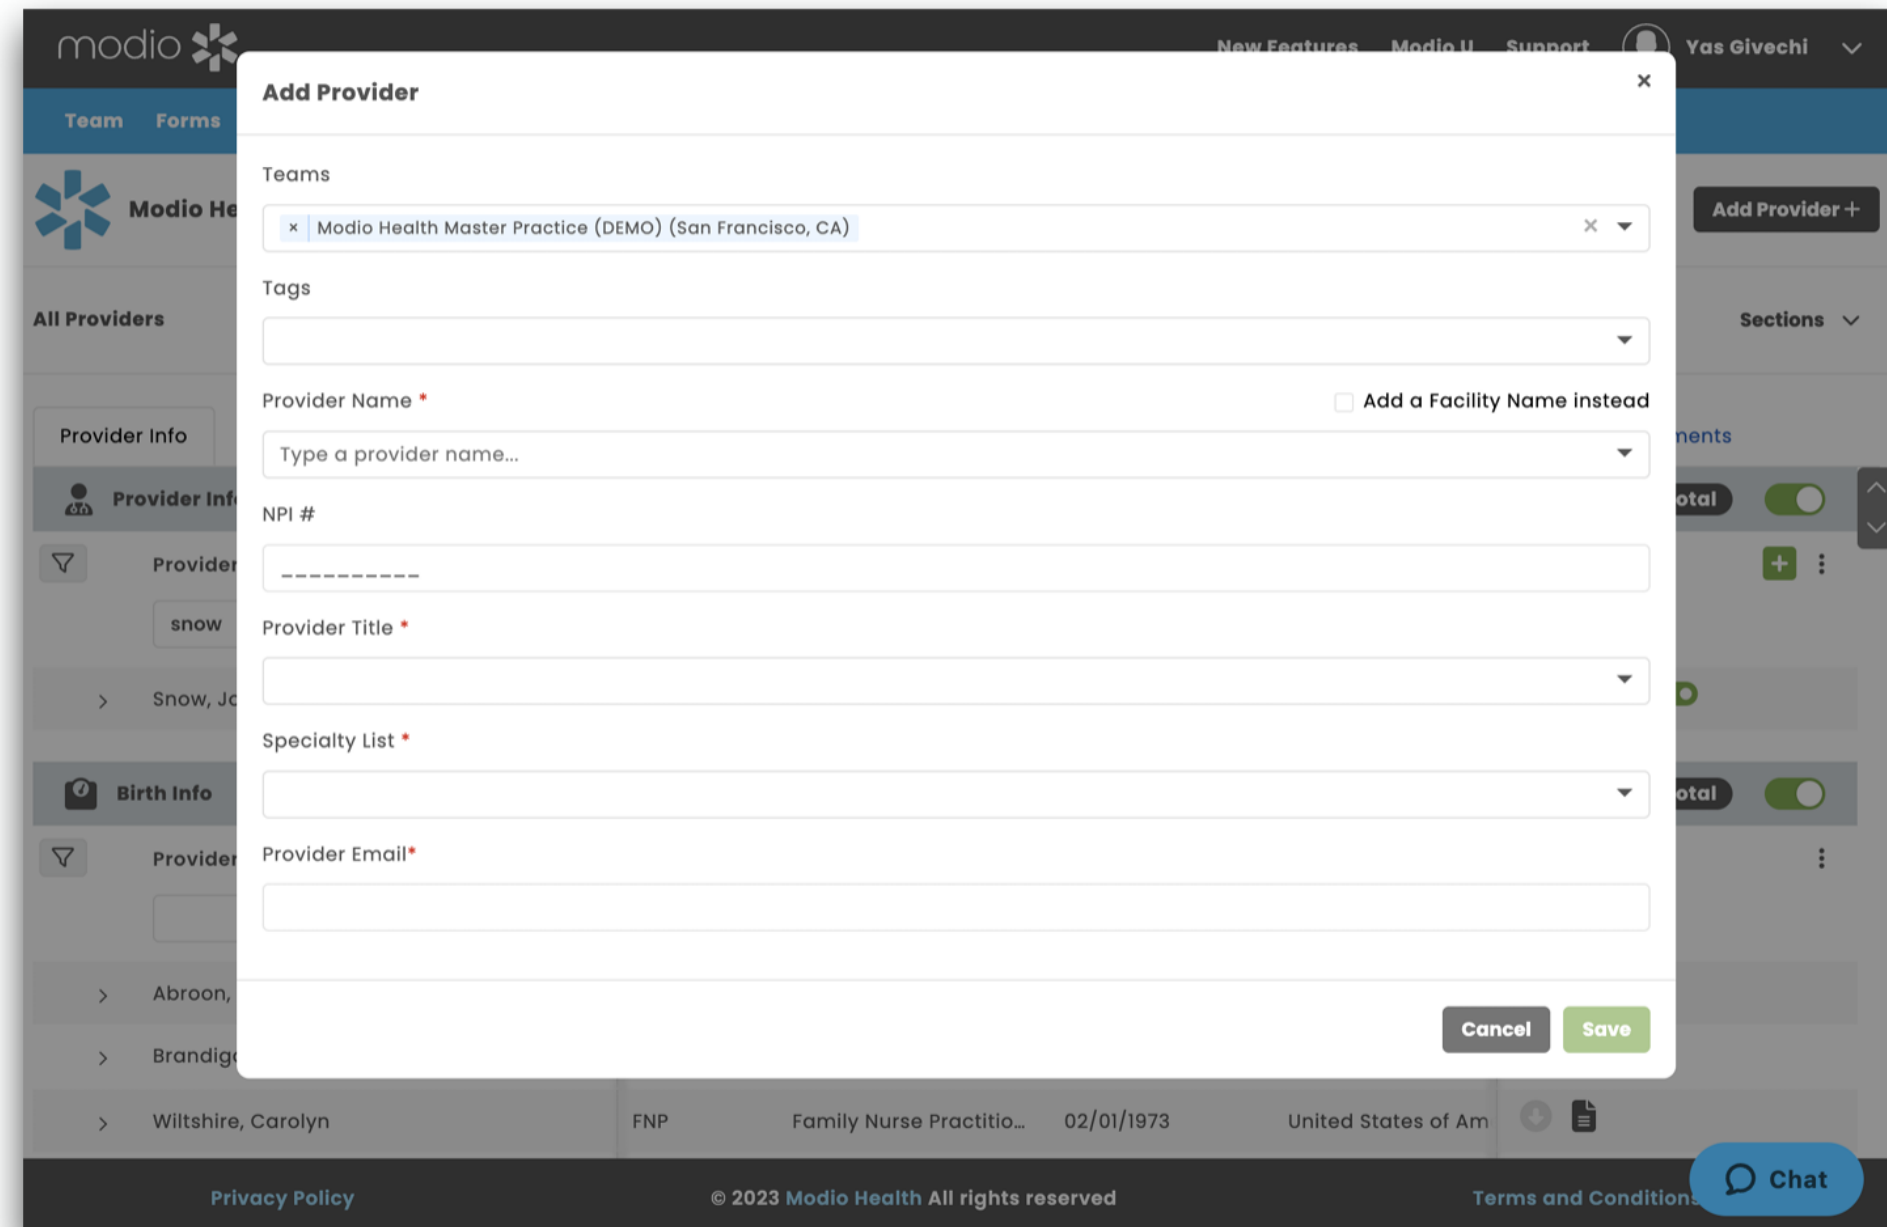 modio
New Features Modio U Support Yas Givechi
Add Provider
×
Team Forms
Teams
Modio He
× Modio Health Master Practice (DEMO) (San Francisco, CA) ×
Add Provider +
Tags
All Providers
Sections
Provider Name *
Add a Facility Name instead
Provider Info
Type a provider name...
ments
Provider Inf
otal
NPI #
Provider
__________
snow
Provider Title *
Snow, Jo
Specialty List *
Birth Info
otal
Provider
Provider Email*
Abroon,
Cancel Save
Brandig
Wiltshire, Carolyn FNP Family Nurse Practitio... 02/01/1973 United States of Am
Chat
Privacy Policy © 2023 Modio Health All rights reserved Terms and Conditions